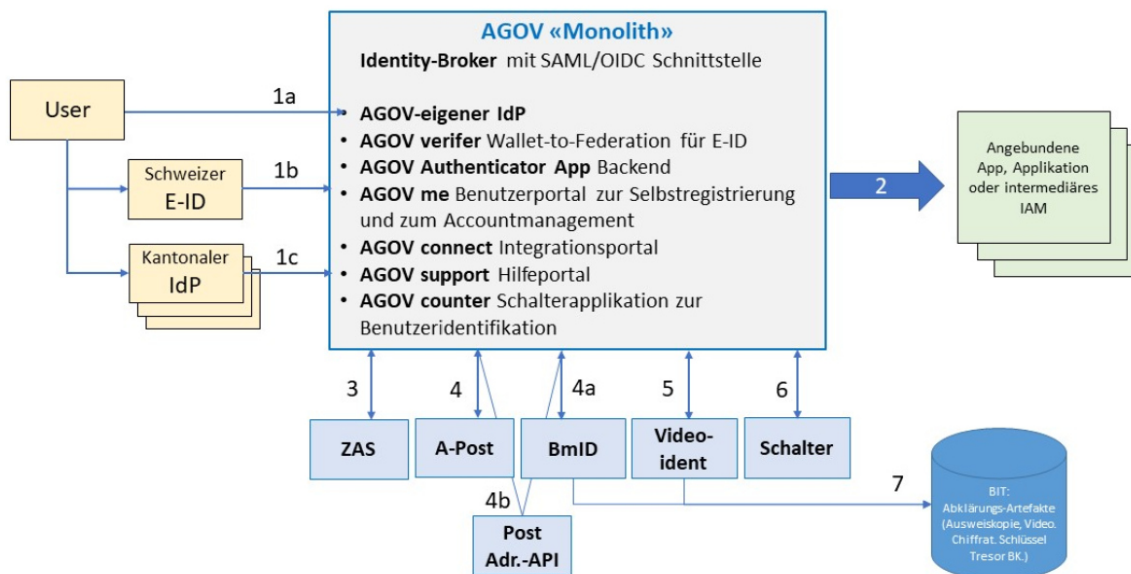 AGOV «Monolith»
Identity-Broker mit SAML/OIDC Schnittstelle
• AGOV-eigener IdP
• AGOV verifer Wallet-to-Federation für E-ID
• AGOV Authenticator App Backend
• AGOV me Benutzerportal zur Selbstregistrierung
und zum Accountmanagement
• AGOV connect Integrationsportal
• AGOV support Hilfeportal
• AGOV counter Schalterapplikation zur
Benutzeridentifikation
User
1a
Schweizer
E-ID
1b
Kantonaler
IdP
1c
2
Angebundene
App, Applikation
oder intermediäres
IAM
3
4
4a
5
6
ZAS
A-Post
BmID
Video-
ident
Schalter
4b
7
Post
Adr.-API
BIT:
Abklärungs-Artefakte
(Ausweiskopie, Video.
Chiffrat. Schlüssel
Tresor BK.)